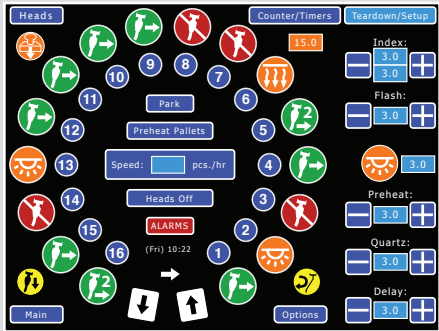 Heads
Counter/Timers
Teardown/Setup
15.0
Index:
3.0
3.0
Flash:
3.0
9
8
10
7
11
6
2
12
5
Park
Preheat Pallets
13
Speed:
pcs./hr
4
3.0
14
3
Heads Off
Preheat:
3.0
ALARMS
15
2
(Fri) 10:22
16
1
Quartz:
3.0
2
Delay:
3.0
Main
Options